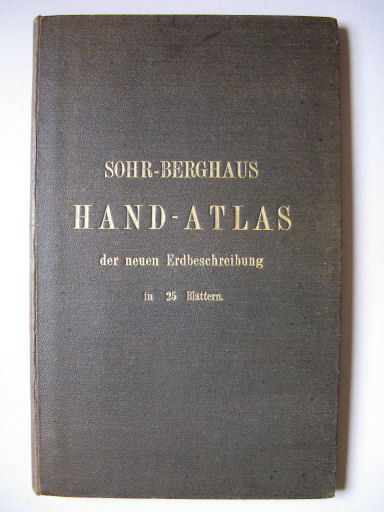 SOHR-BERGHAUS
HAND-ATLAS
der neuen Erdbeschreibung
in 25 Blättern.